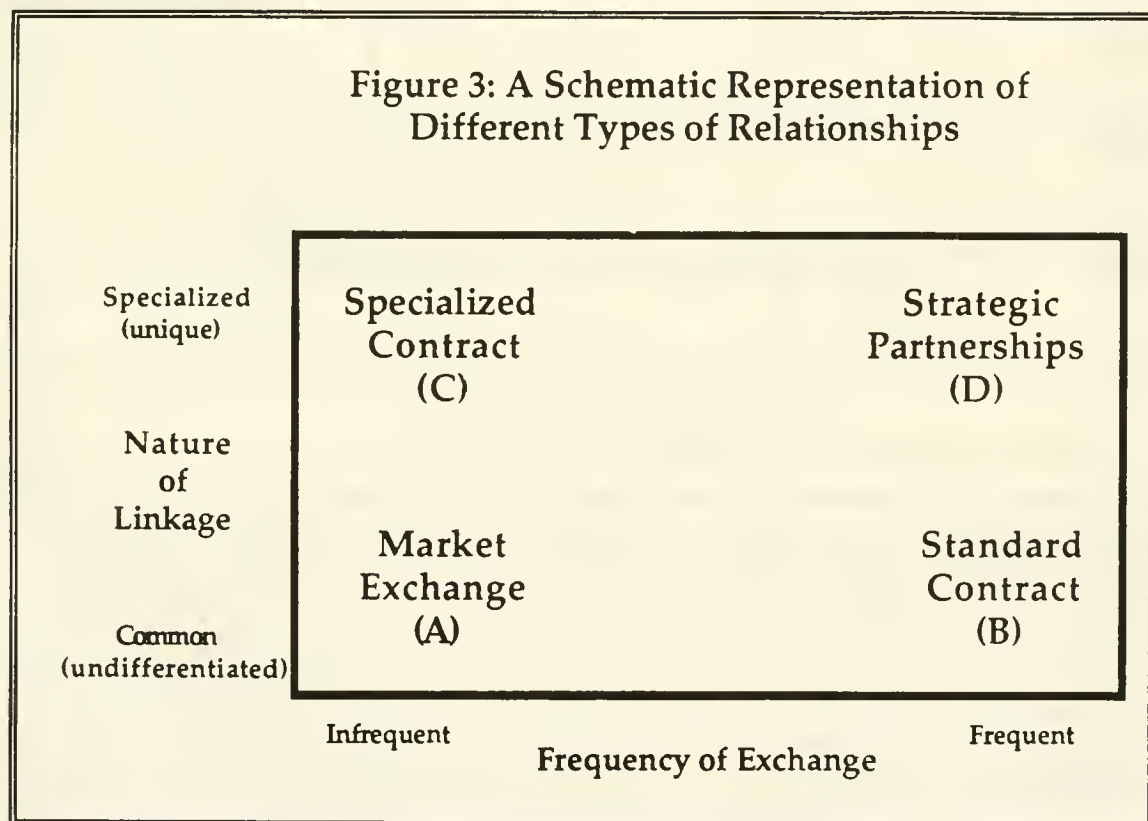 Figure 3: A Schematic Representation of
Different Types of Relationships
Specialized
(unique)
Specialized
Contract
(C)
Strategic
Partnerships
(D)
Nature
of
Linkage
Market
Exchange
(A)
Standard
Contract
(B)
Common
(undifferentiated)
Infrequent
Frequent
Frequency of Exchange